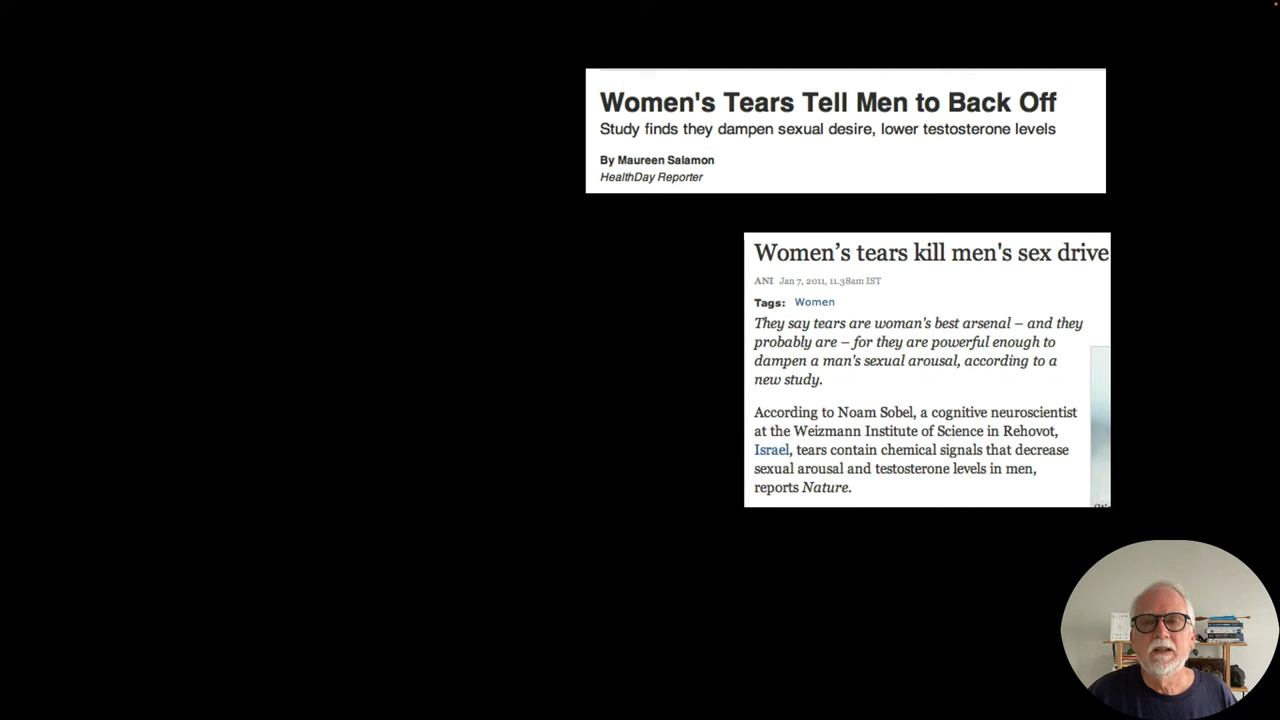 Women's Tears Tell Men to Back Off
Study finds they dampen sexual desire, lower testosterone levels
By Maureen Salamon
HealthDay Reporter
Women’s tears kill men's sex drive
ANI Jan 7, 2011, 11.38am IST
Tags: Women
They say tears are woman's best arsenal – and they
probably are – for they are powerful enough to
dampen a man's sexual arousal, according to a
new study.
According to Noam Sobel, a cognitive neuroscientist
at the Weizmann Institute of Science in Rehovot,
Israel, tears contain chemical signals that decrease
sexual arousal and testosterone levels in men,
reports Nature.